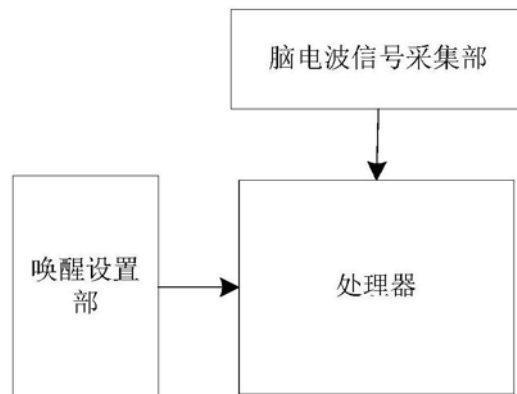 脑电波信号采集部
唤醒设置
部
处理器